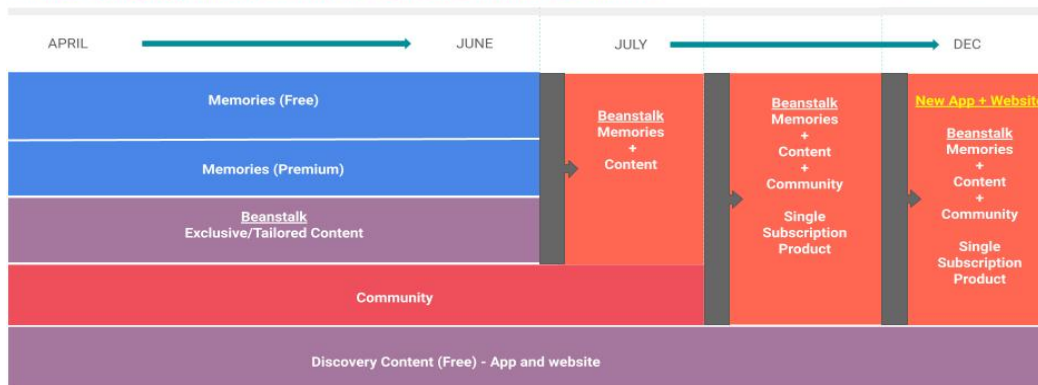 APRIL
JUNE
JULY
DEC
Memories (Free)
Memories (Premium)
Beanstalk
Exclusive/Tailored Content
Community
Discovery Content (Free) - App and website
Beanstalk
Memories
+
Content
Beanstalk
Memories
+
Content
+
Community
Single
Subscription
Product
New App + Website
Beanstalk
Memories
+
Content
+
Community
Single
Subscription
Product